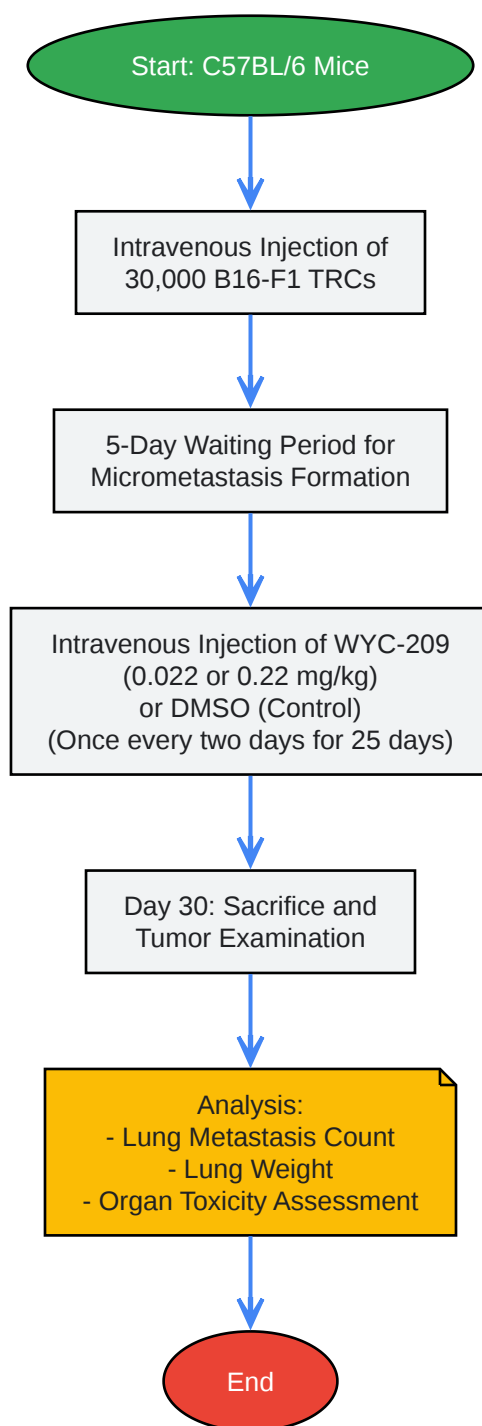 Start: C57BL/6 Mice
Intravenous Injection of
30,000 B16-F1 TRCs
5-Day Waiting Period for
Micrometastasis Formation
Intravenous Injection of WYC-209
(0.022 or 0.22 mg/kg)
or DMSO (Control)
(Once every two days for 25 days)
Day 30: Sacrifice and
Tumor Examination
Analysis:
- Lung Metastasis Count
- Lung Weight
- Organ Toxicity Assessment
End